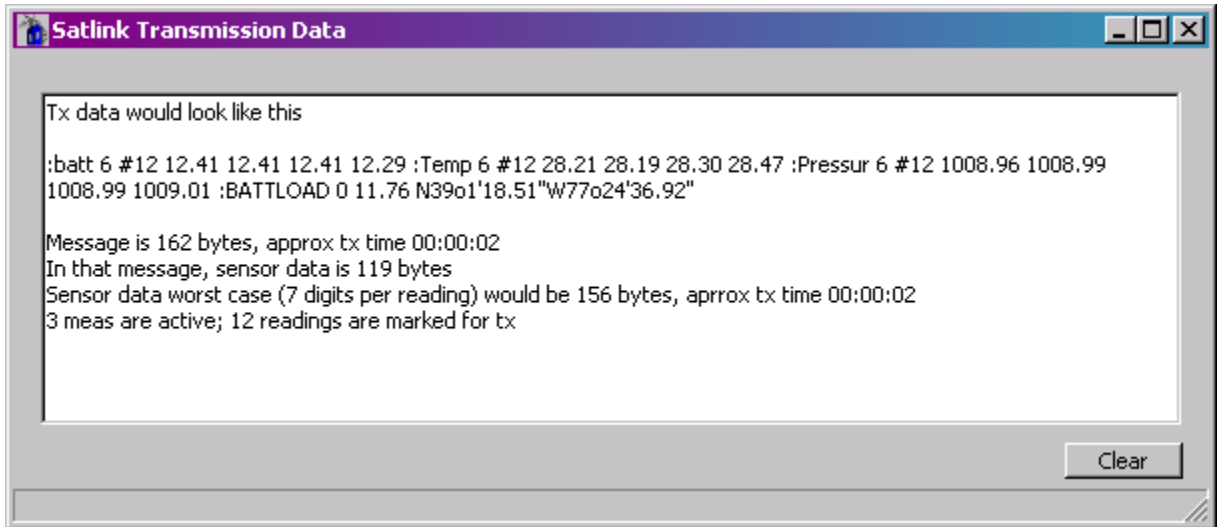 Satlink Transmission Data
Tx data would look like this
:batt 6 #12 12.41 12.41 12.41 12.29 :Temp 6 #12 28.21 28.19 28.30 28.47 :Pressur 6 #12 1008.96 1008.99
1008.99 1009.01 :BATTLOAD 0 11.76 N39o1'18.51"W77o24'36.92"
Message is 162 bytes, approx tx time 00:00:02
In that message, sensor data is 119 bytes
Sensor data worst case (7 digits per reading) would be 156 bytes, aprrox tx time 00:00:02
3 meas are active; 12 readings are marked for tx
Clear